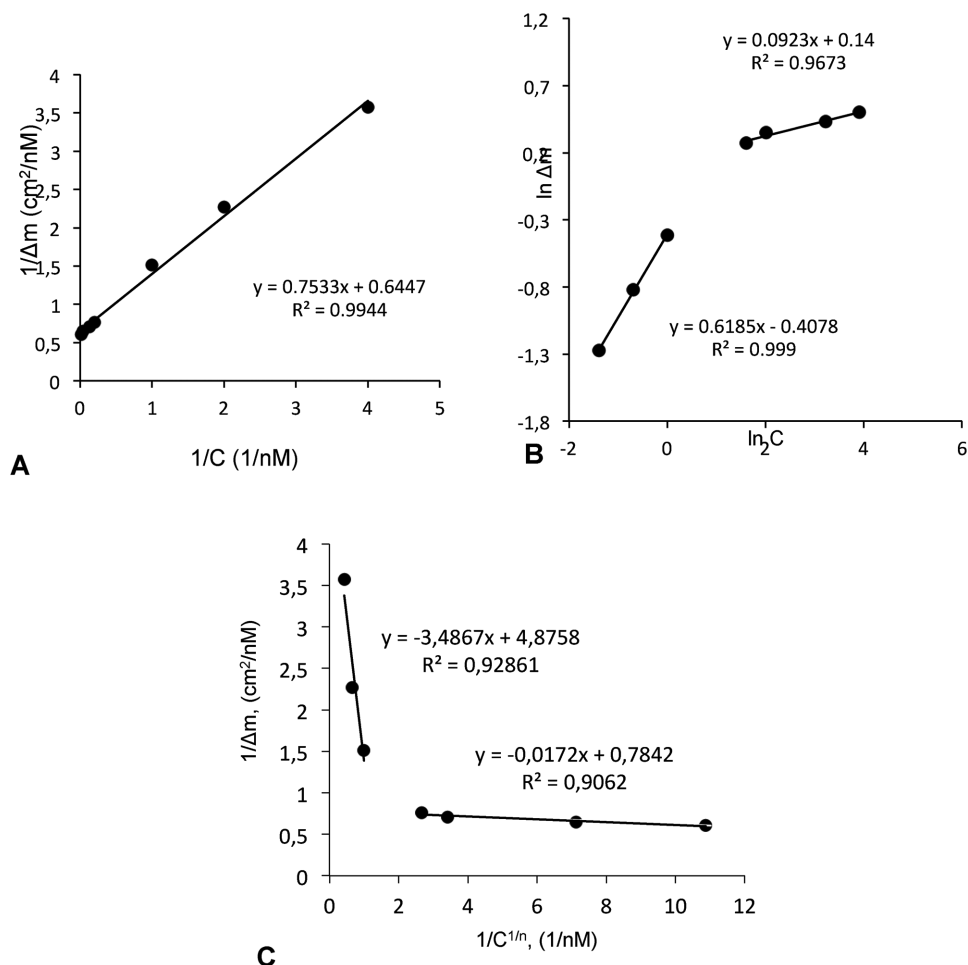 4
3,5
3
2,5
2
1,5
1
0,5
0
1/Δm (cm²/nM)
y = 0.7533x + 0.6447
R² = 0.9944
0 1 2 3 4 5
1/C (1/nM)
A
1,2
0,7
0,2
-0,3
-0,8
-1,3
-1,8
ln Δm
y = 0.0923x + 0.14
R² = 0.9673
y = 0.6185x - 0.4078
R² = 0.999
-2 0 2 4 6
ln C
B
4
3,5
3
2,5
2
1,5
1
0,5
0
1/Δm, (cm²/nM)
y = -3,4867x + 4,8758
R² = 0,92861
y = -0,0172x + 0,7842
R² = 0,9062
0 2 4 6 8 10 12
1/C^1/n, (1/nM)
C